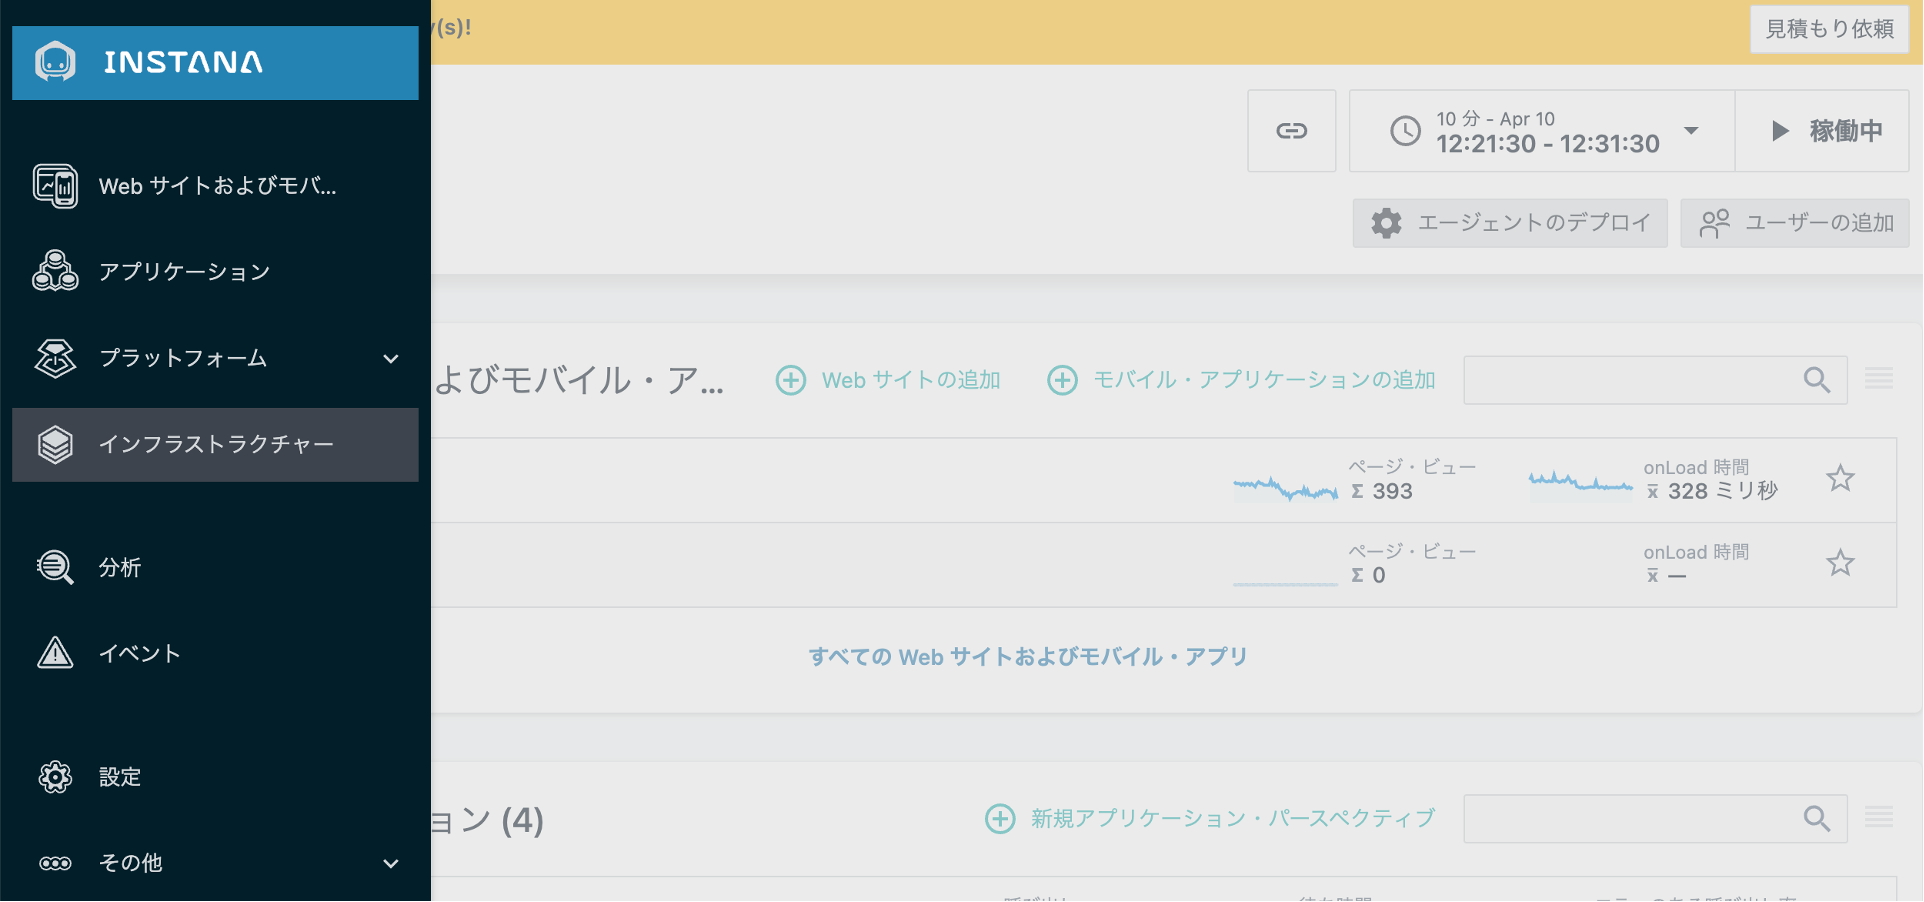 INSTANA
Web サイトおよびモバ...
アプリケーション
プラットフォーム
インフラストラクチャー
分析
イベント
設定
その他
(s)!
見積もり依頼
10 分 - Apr 10
12:21:30 - 12:31:30
稼働中
エージェントのデプロイ
ユーザーの追加
よびモバイル・ア...
Web サイトの追加
モバイル・アプリケーションの追加
ページ・ビュー
Σ 393
onLoad 時間
x̅ 328 ミリ秒
ページ・ビュー
Σ 0
onLoad 時間
x̅ —
すべての Web サイトおよびモバイル・アプリ
ョン (4)
新規アプリケーション・パースペクティブ